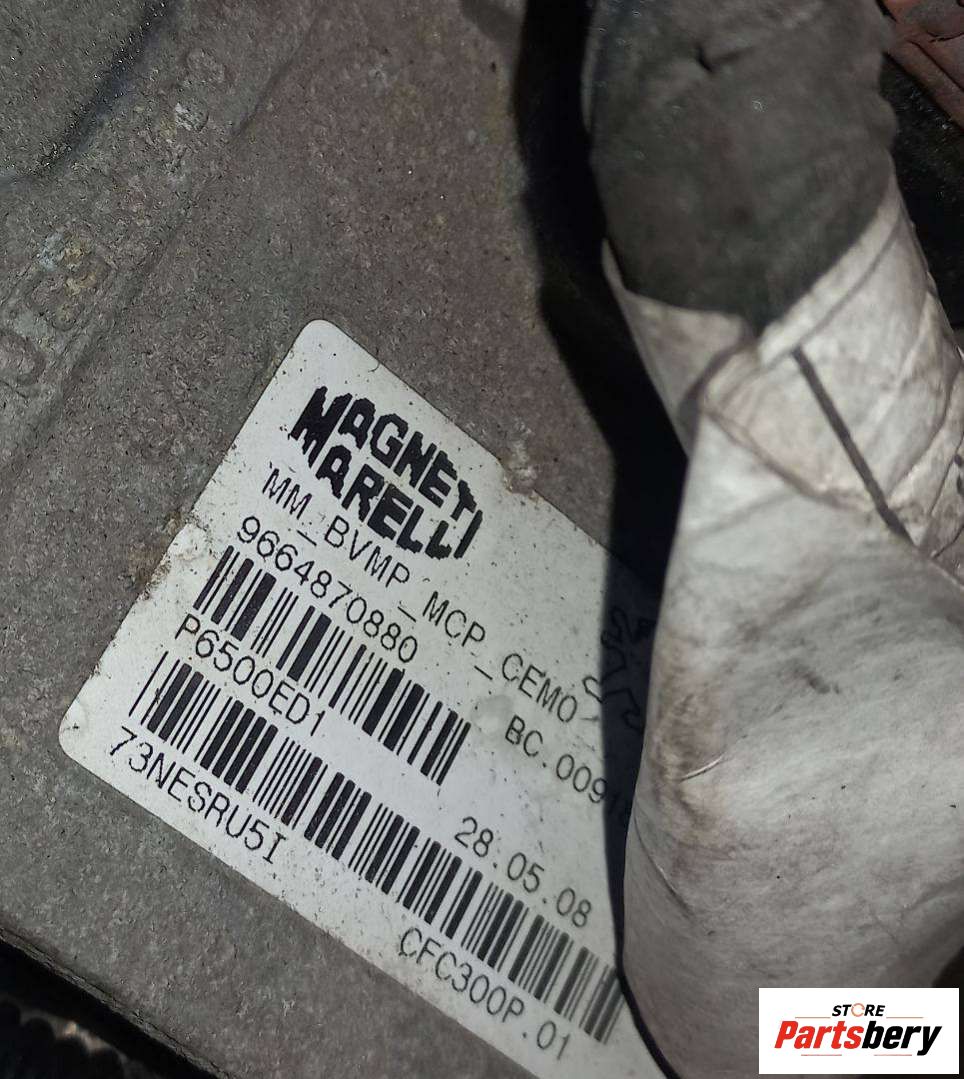 MAGNETI
MARELLI
MM_BVMP_MCP_CEMO
9664870880
BC.009
P6500ED1
28.05.08
73NESRU5I
CFC300P.01
STORE
Partsbery